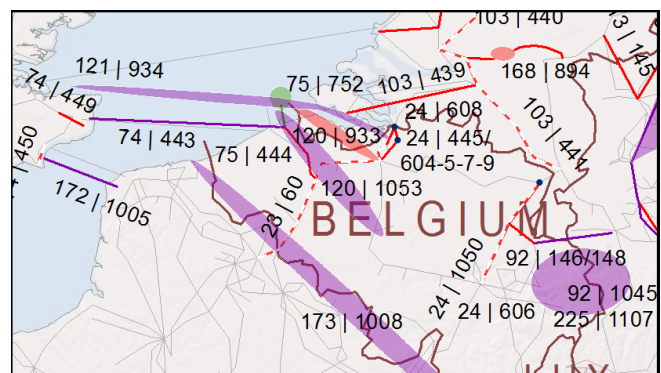 103 | 440
13 | 145
121 | 934
75 | 752
103 | 439
168 | 894
74 | 449
24 | 608
74 | 443
120 | 933
24 | 445/
604-5-7-9
103 | 441
| 450
75 | 444
172 | 1005
120 | 1053
23 | 60
BELGIUM
92 | 146/148
24 | 1050
92 | 1045
24 | 606
225 | 1107
173 | 1008